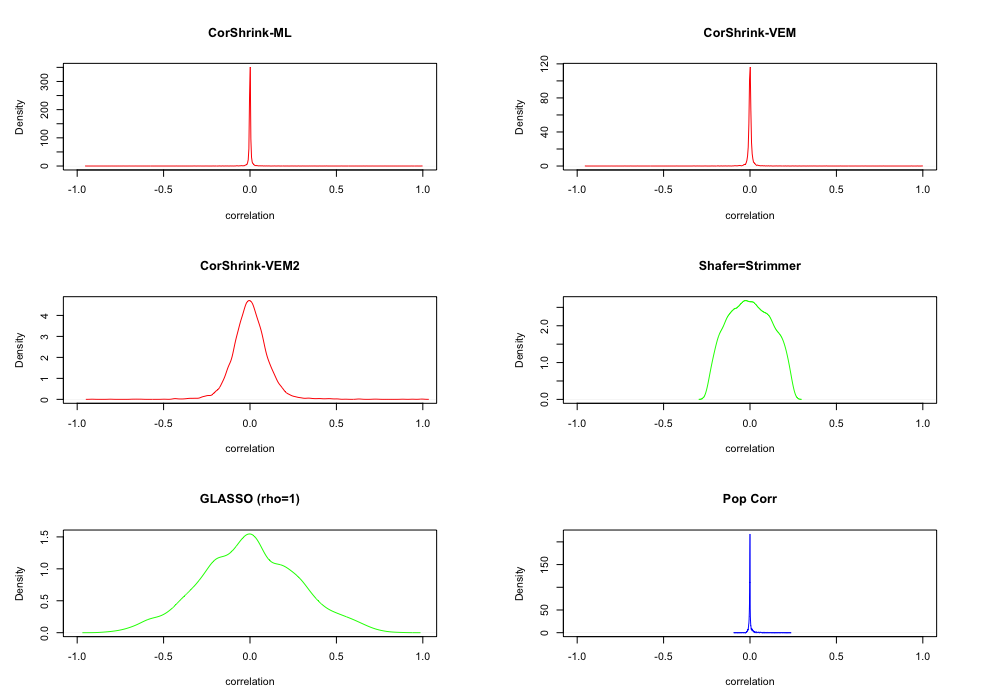 CorShrink-ML
Density
0 100 200 300
-1.0 -0.5 0.0 0.5 1.0
correlation
CorShrink-VEM
Density
0 40 80 120
-1.0 -0.5 0.0 0.5 1.0
correlation
CorShrink-VEM2
Density
0 1 2 3 4
-1.0 -0.5 0.0 0.5 1.0
correlation
Shafer=Strimmer
Density
0.0 1.0 2.0
-1.0 -0.5 0.0 0.5 1.0
correlation
GLASSO (rho=1)
Density
0.0 0.5 1.0 1.5
-1.0 -0.5 0.0 0.5 1.0
correlation
Pop Corr
Density
0 50 150
-1.0 -0.5 0.0 0.5 1.0
correlation